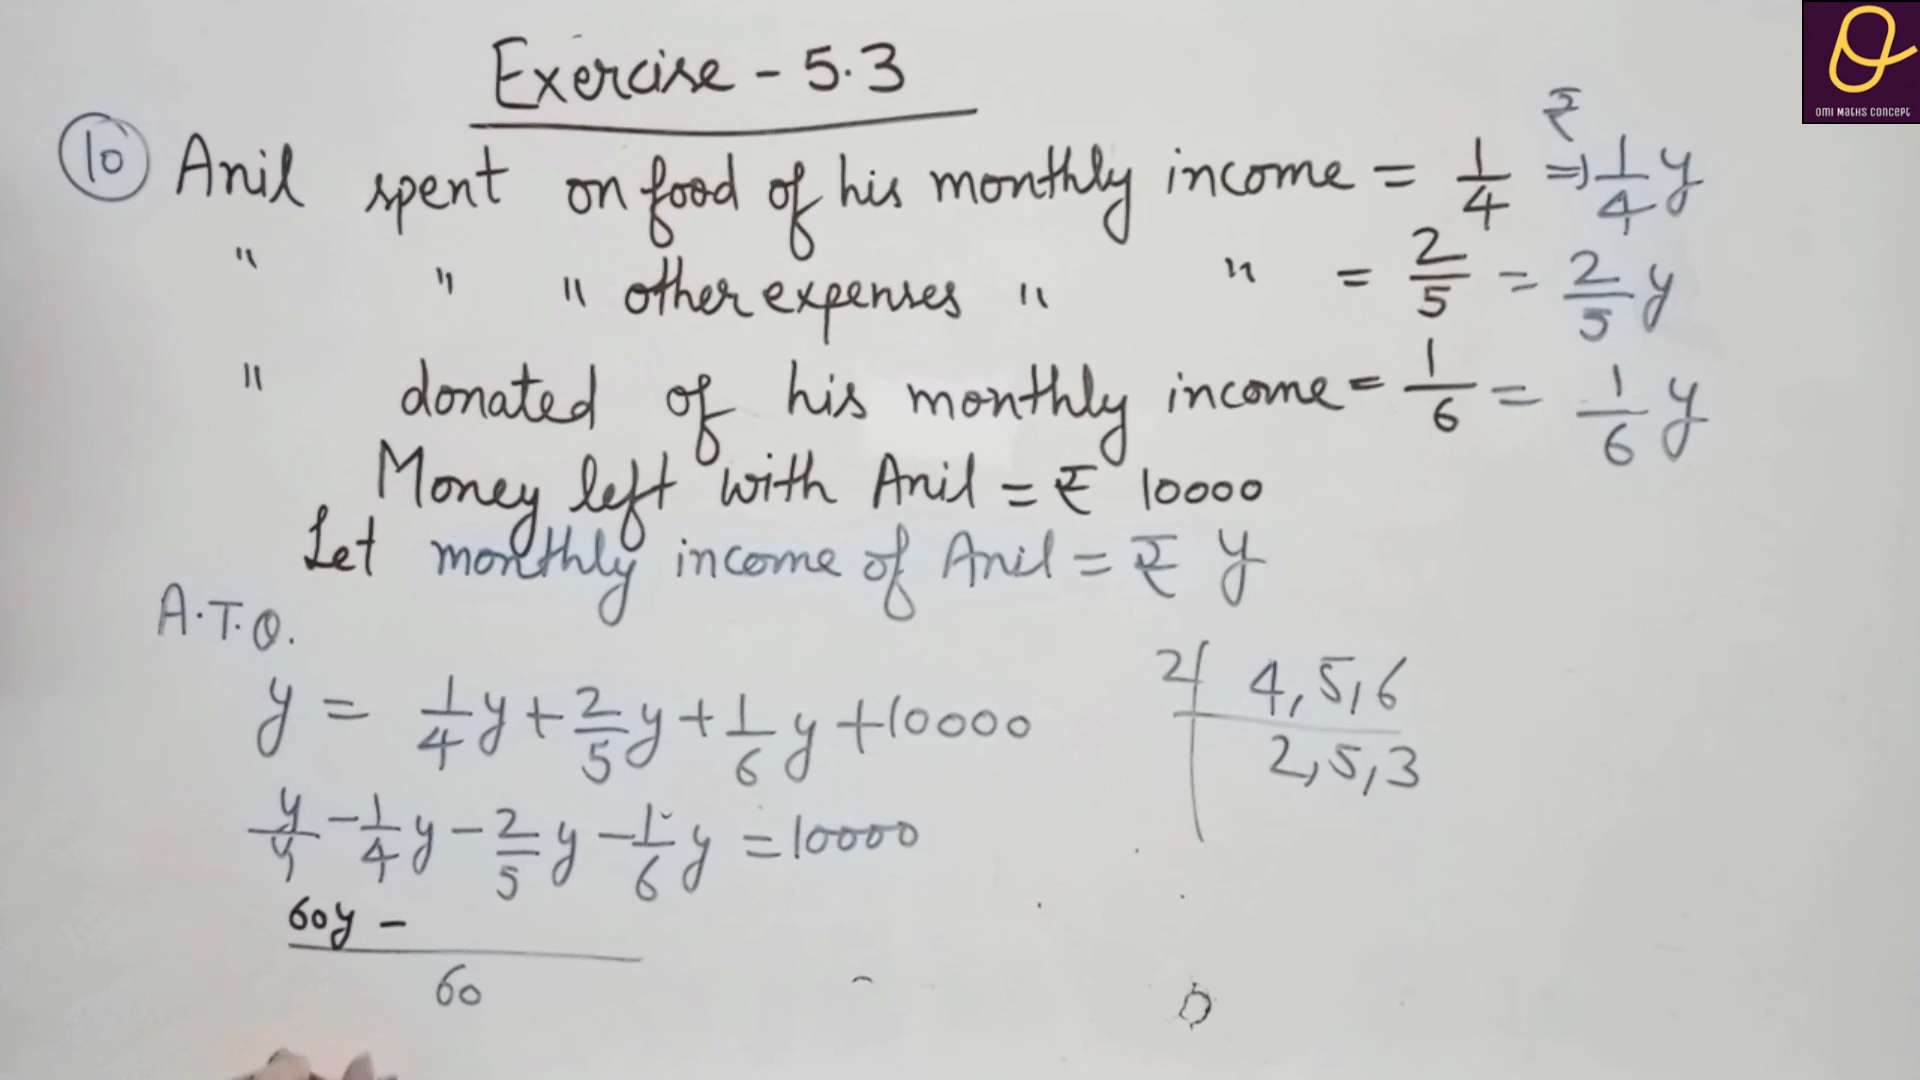 Exercise - 5.3
OMI MATHS CONCEPT
10 Anil spent on food of his monthly income = 1/4 ⇒ ₹ 1/4 y
" " " other expenses " " = 2/5 = 2/5 y
" donated of his monthly income = 1/6 = 1/6 y
Money left with Anil = ₹ 10000
Let monthly income of Anil = ₹ y
A.T.Q.
y = 1/4 y + 2/5 y + 1/6 y + 10000
2 | 4, 5, 6
2, 5, 3
y/1 - 1/4 y - 2/5 y - 1/6 y = 10000
60y -
60